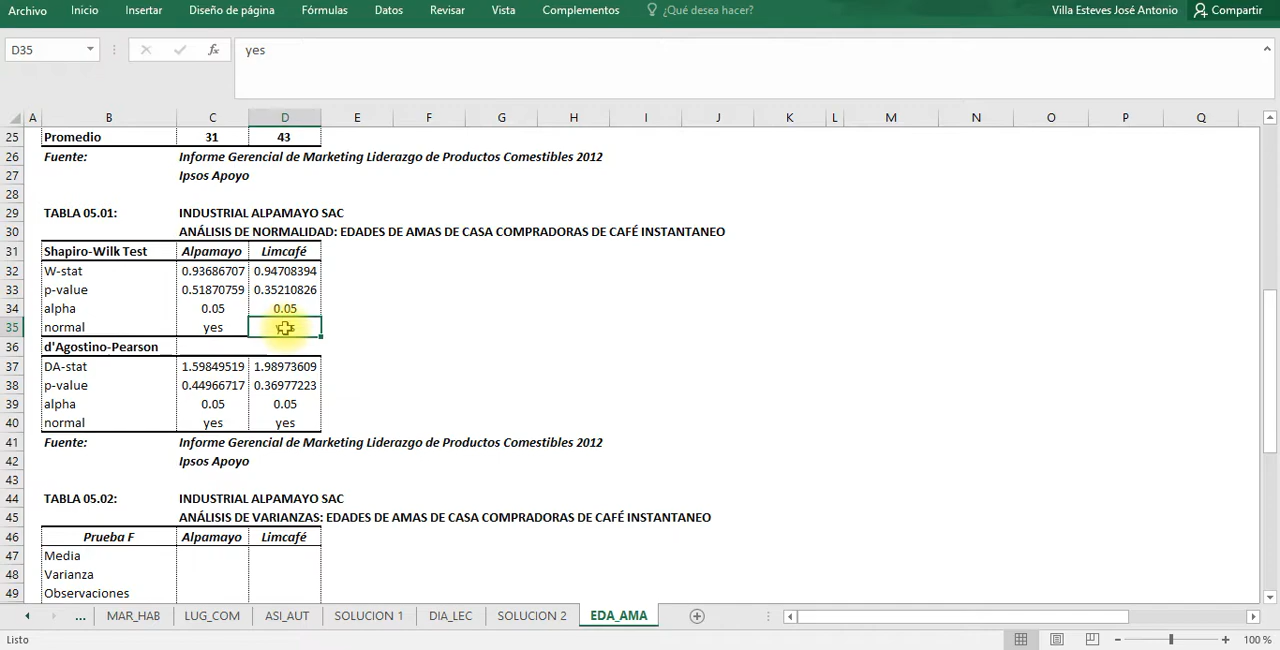 Archivo Inicio Insertar Diseño de página Fórmulas Datos Revisar Vista Complementos ¿Qué desea hacer? Villa Esteves José Antonio Compartir
D35 fx yes
A B C D E F G H I J K L M N O P Q
25 Promedio 31 43
26 Fuente: Informe Gerencial de Marketing Liderazgo de Productos Comestibles 2012
27 Ipsos Apoyo
28
29 TABLA 05.01: INDUSTRIAL ALPAMAYO SAC
30 ANÁLISIS DE NORMALIDAD: EDADES DE AMAS DE CASA COMPRADORAS DE CAFÉ INSTANTANEO
31 Shapiro-Wilk Test Alpamayo Limcafé
32 W-stat 0.93686707 0.94708394
33 p-value 0.51870759 0.35210826
34 alpha 0.05 0.05
35 normal yes yes
36 d'Agostino-Pearson
37 DA-stat 1.59849519 1.98973609
38 p-value 0.44966717 0.36977223
39 alpha 0.05 0.05
40 normal yes yes
41 Fuente: Informe Gerencial de Marketing Liderazgo de Productos Comestibles 2012
42 Ipsos Apoyo
43
44 TABLA 05.02: INDUSTRIAL ALPAMAYO SAC
45 ANÁLISIS DE VARIANZAS: EDADES DE AMAS DE CASA COMPRADORAS DE CAFÉ INSTANTANEO
46 Prueba F Alpamayo Limcafé
47 Media
48 Varianza
49 Observaciones
... MAR_HAB LUG_COM ASI_AUT SOLUCION 1 DIA_LEC SOLUCION 2 EDA_AMA
Listo 100 %